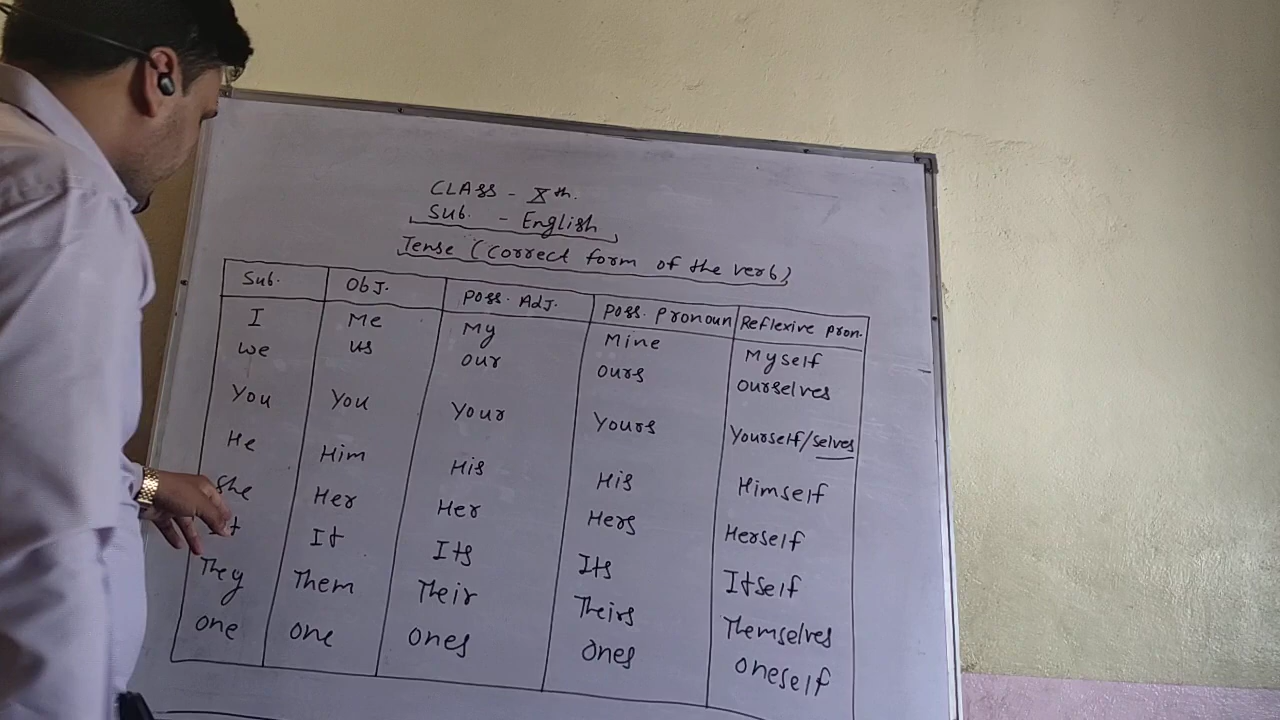 CLASS - Xth.
Sub. - English
Tense (Correct form of the verb)
Sub. Obj. Poss. Adj. Poss. Pronoun Reflexive pron.
I Me My Mine Myself
we us our ours ourselves
You You Your Yours Yourself/selves
He Him His His Himself
She Her Her Hers Herself
It Its Its Itself
They Them Their Theirs Themselves
one one ones ones oneself